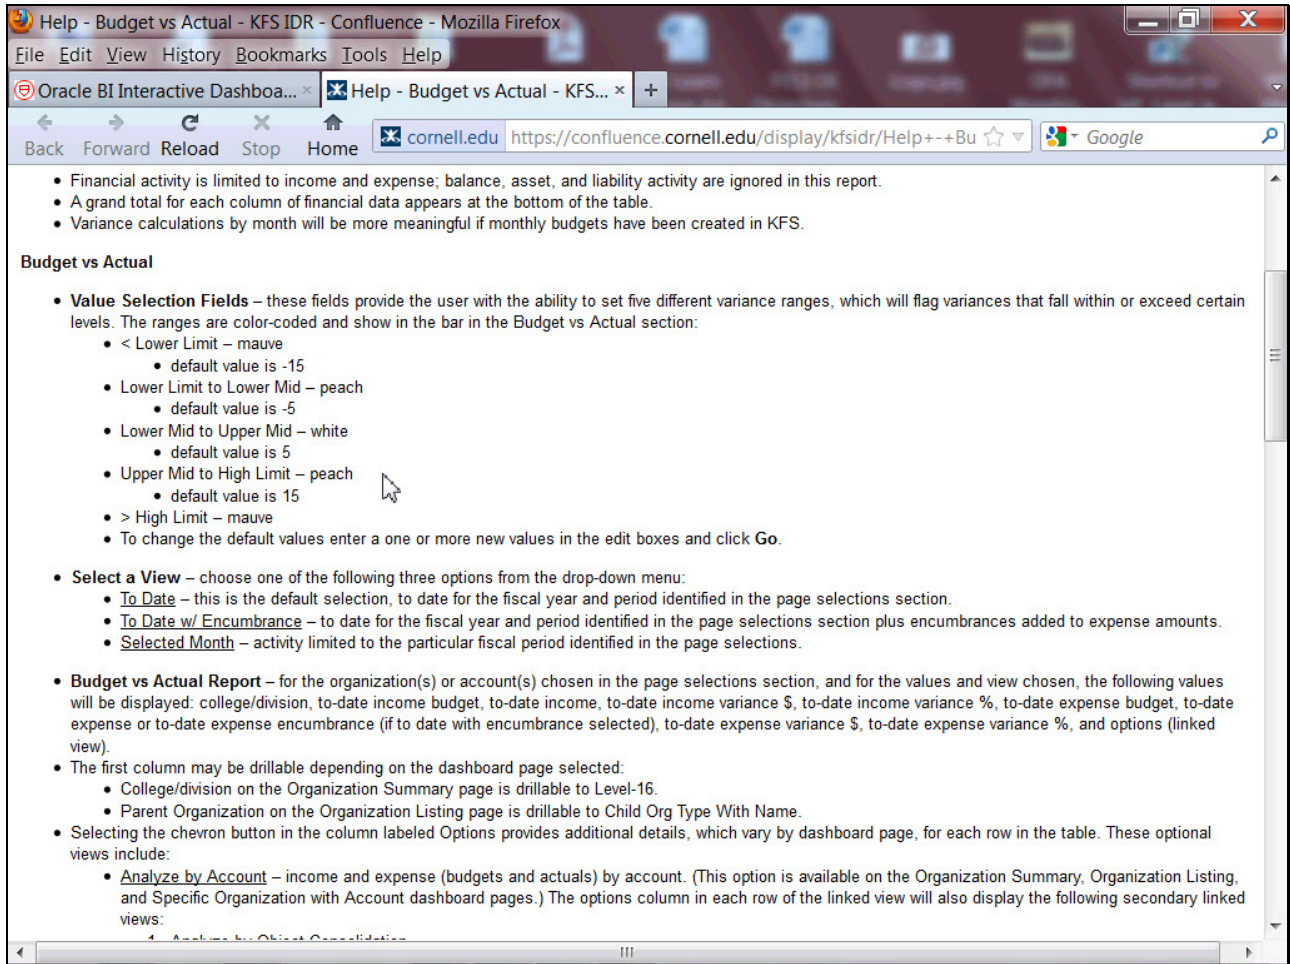 Help - Budget vs Actual - KFS IDR - Confluence - Mozilla Firefox
File Edit View History Bookmarks Tools Help
Oracle BI Interactive Dashboa... × Help - Budget vs Actual - KFS... × +
Back Forward Reload Stop Home cornell.edu https://confluence.cornell.edu/display/kfsidr/Help+-+Bu Google
• Financial activity is limited to income and expense; balance, asset, and liability activity are ignored in this report.
• A grand total for each column of financial data appears at the bottom of the table.
• Variance calculations by month will be more meaningful if monthly budgets have been created in KFS.
Budget vs Actual
• Value Selection Fields – these fields provide the user with the ability to set five different variance ranges, which will flag variances that fall within or exceed certain
levels. The ranges are color-coded and show in the bar in the Budget vs Actual section:
• < Lower Limit – mauve
• default value is -15
• Lower Limit to Lower Mid – peach
• default value is -5
• Lower Mid to Upper Mid – white
• default value is 5
• Upper Mid to High Limit – peach
• default value is 15
• > High Limit – mauve
• To change the default values enter a one or more new values in the edit boxes and click Go.
• Select a View – choose one of the following three options from the drop-down menu:
• To Date – this is the default selection, to date for the fiscal year and period identified in the page selections section.
• To Date w/ Encumbrance – to date for the fiscal year and period identified in the page selections section plus encumbrances added to expense amounts.
• Selected Month – activity limited to the particular fiscal period identified in the page selections.
• Budget vs Actual Report – for the organization(s) or account(s) chosen in the page selections section, and for the values and view chosen, the following values
will be displayed: college/division, to-date income budget, to-date income, to-date income variance $, to-date income variance %, to-date expense budget, to-date
expense or to-date expense encumbrance (if to date with encumbrance selected), to-date expense variance $, to-date expense variance %, and options (linked
view).
• The first column may be drillable depending on the dashboard page selected:
• College/division on the Organization Summary page is drillable to Level-16.
• Parent Organization on the Organization Listing page is drillable to Child Org Type With Name.
• Selecting the chevron button in the column labeled Options provides additional details, which vary by dashboard page, for each row in the table. These optional
views include:
• Analyze by Account – income and expense (budgets and actuals) by account. (This option is available on the Organization Summary, Organization Listing,
and Specific Organization with Account dashboard pages.) The options column in each row of the linked view will also display the following secondary linked
views:
1. Analyze by Object Consolidation